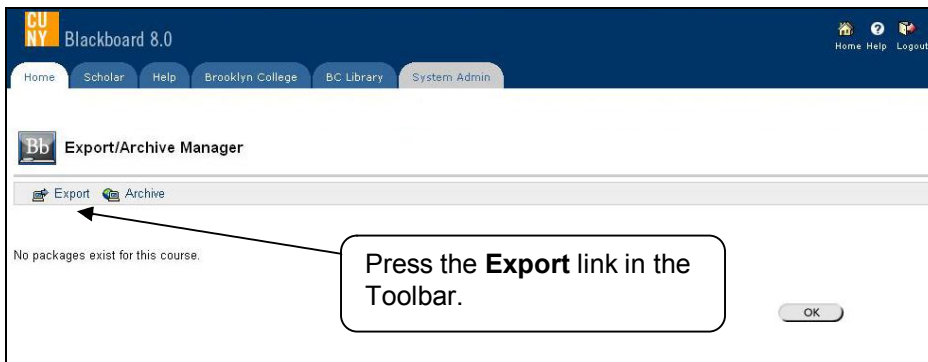 CU
NY
Blackboard 8.0
Home Help Logout
Home Scholar Help Brooklyn College BC Library System Admin
Bb Export/Archive Manager
Export Archive
No packages exist for this course.
Press the Export link in the
Toolbar.
OK